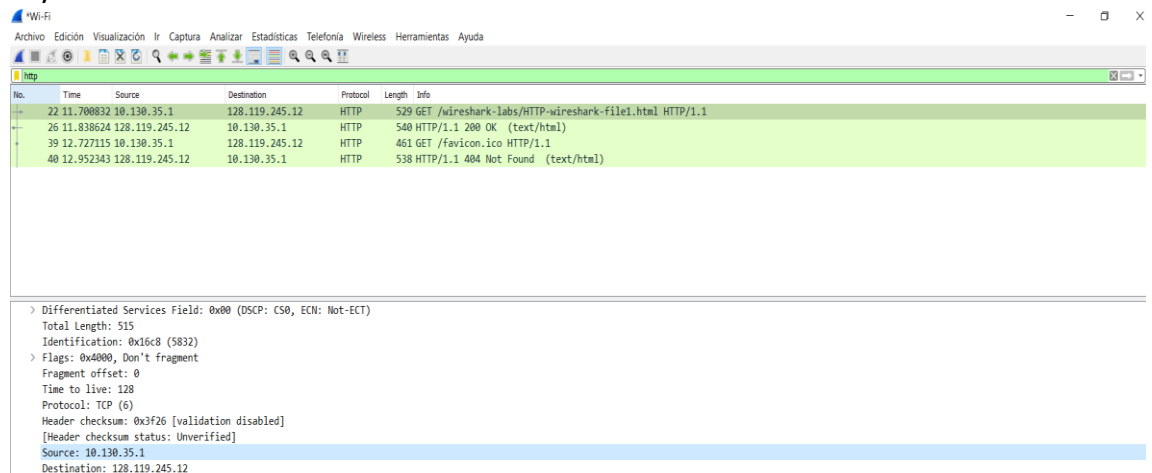 *Wi-Fi
Archivo Edición Visualización Ir Captura Analizar Estadísticas Telefonía Wireless Herramientas Ayuda
http
No. Time Source Destination Protocol Length Info
22 11.700832 10.130.35.1 128.119.245.12 HTTP 529 GET /wireshark-labs/HTTP-wireshark-file1.html HTTP/1.1
26 11.838624 128.119.245.12 10.130.35.1 HTTP 540 HTTP/1.1 200 OK (text/html)
39 12.727115 10.130.35.1 128.119.245.12 HTTP 461 GET /favicon.ico HTTP/1.1
40 12.952343 128.119.245.12 10.130.35.1 HTTP 538 HTTP/1.1 404 Not Found (text/html)
> Differentiated Services Field: 0x00 (DSCP: CS0, ECN: Not-ECT)
Total Length: 515
Identification: 0x16c8 (5832)
> Flags: 0x4000, Don't fragment
Fragment offset: 0
Time to live: 128
Protocol: TCP (6)
Header checksum: 0x3f26 [validation disabled]
[Header checksum status: Unverified]
Source: 10.130.35.1
Destination: 128.119.245.12